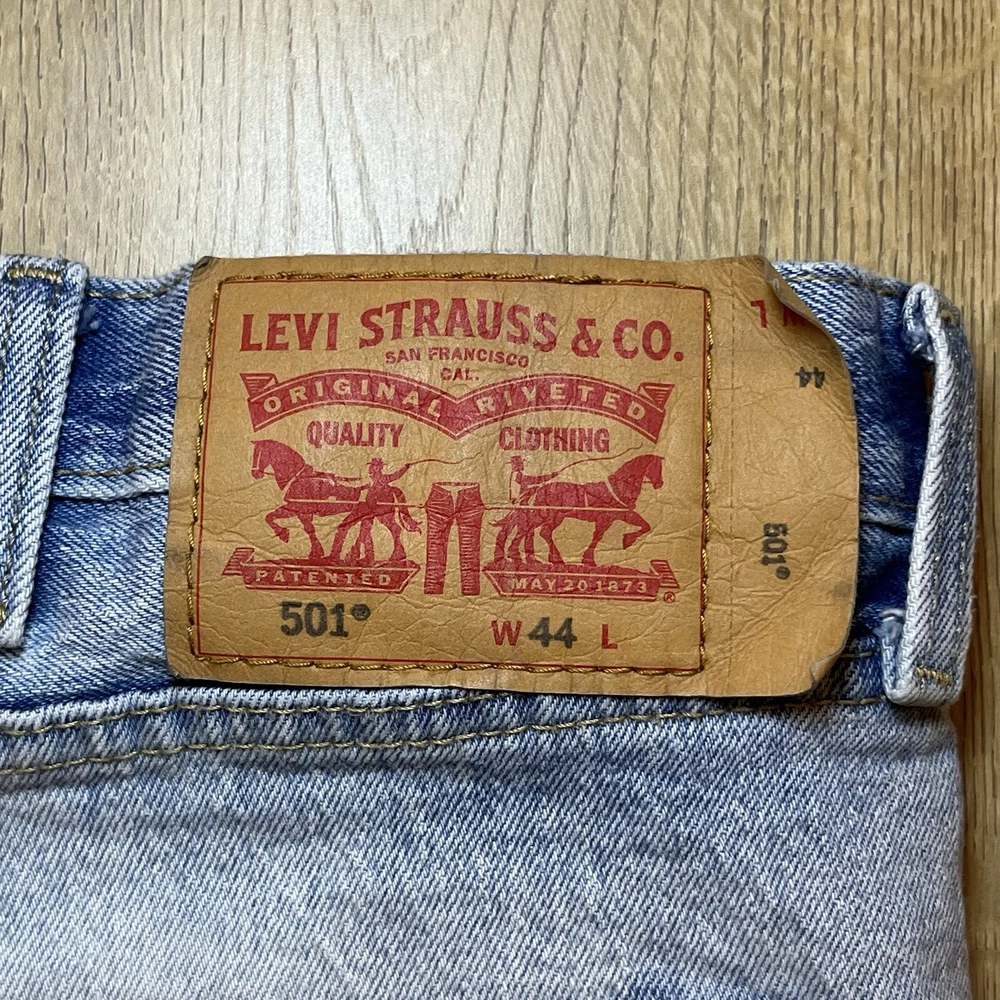 LEVI STRAUSS & CO.
SAN FRANCISCO
CAL.
ORIGINAL RIVETED
QUALITY CLOTHING
PATENTED MAY 20 1873 ®
501® W 44 L
W L
44
501®